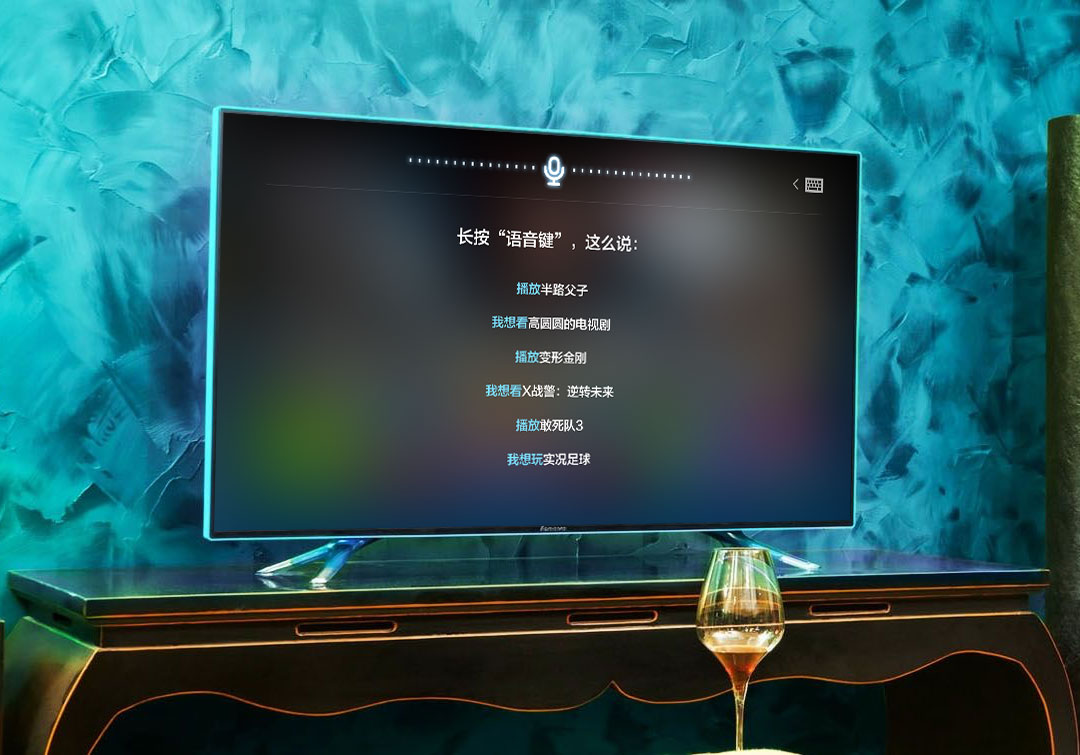 长按“语音键”，这么说：
播放半路父子
我想看高圆圆的电视剧
播放变形金刚
我想看X战警：逆转未来
播放敢死队3
我想玩实况足球